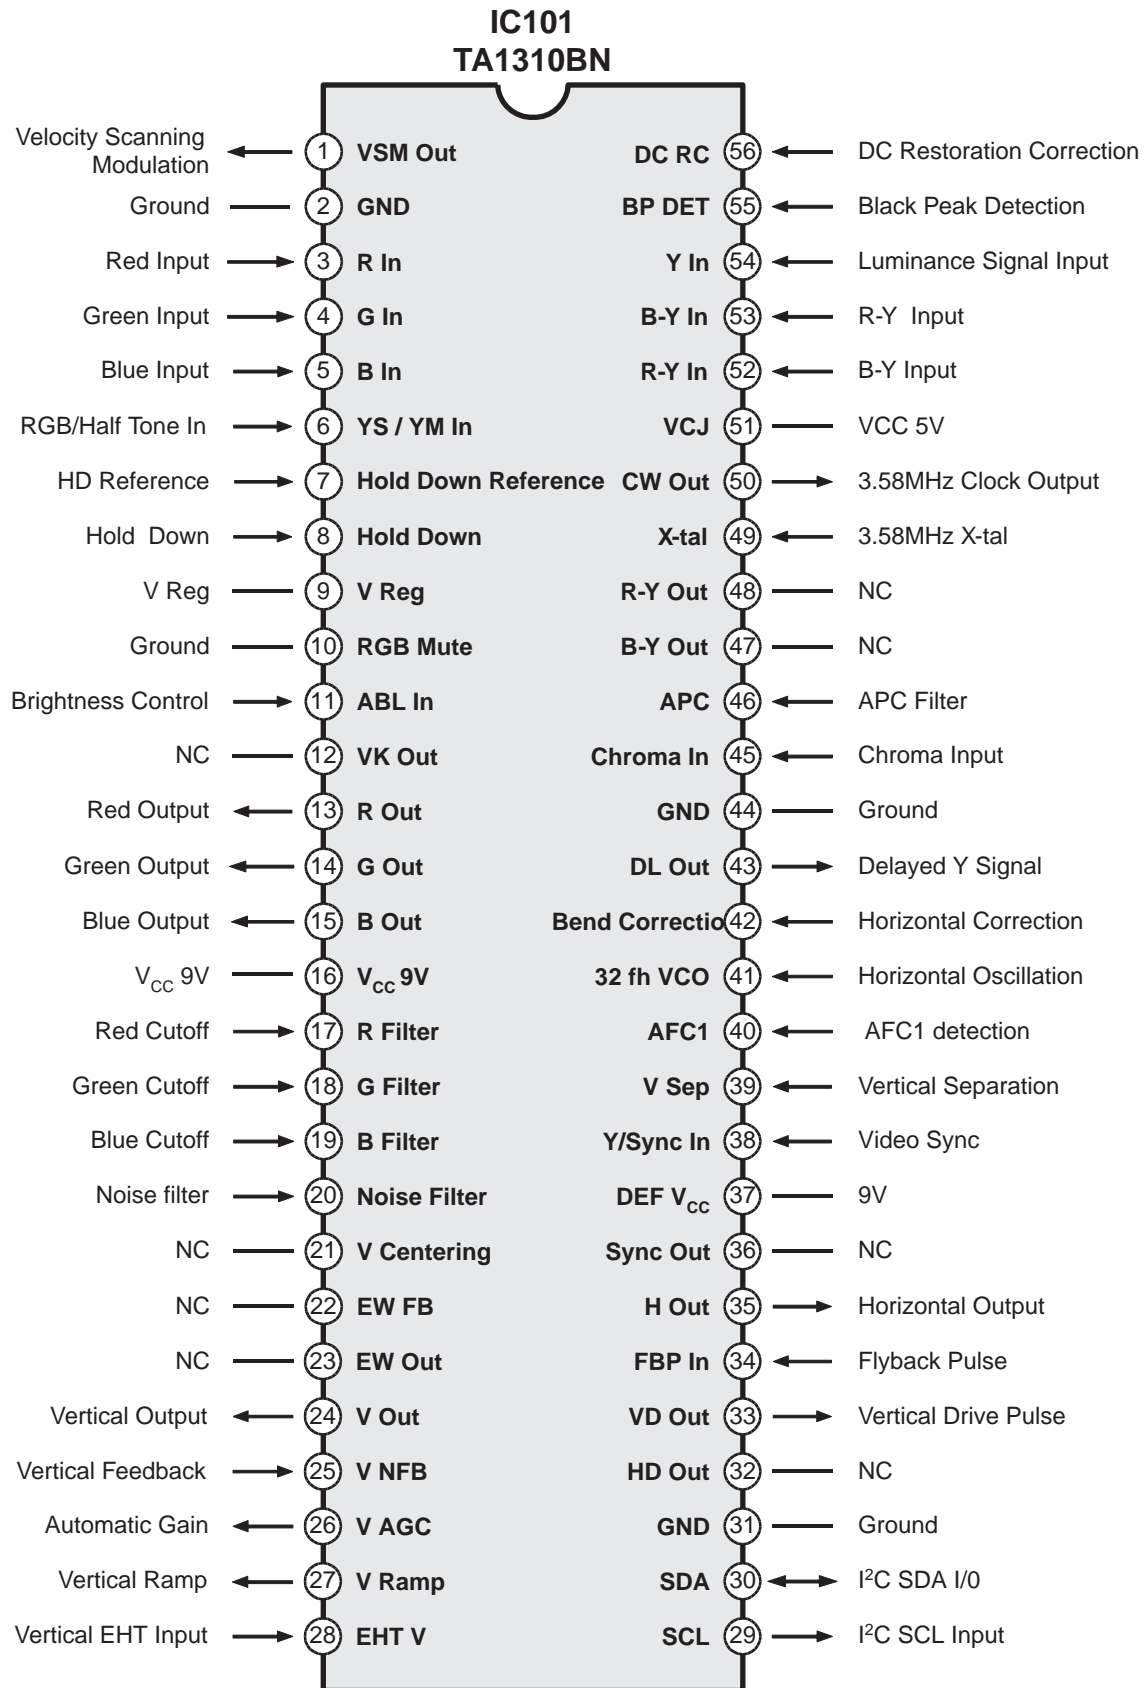 IC101
TA1310BN
Velocity Scanning
Modulation 1 VSM Out DC RC 56 DC Restoration Correction
Ground 2 GND BP DET 55 Black Peak Detection
Red Input 3 R In Y In 54 Luminance Signal Input
Green Input 4 G In B-Y In 53 R-Y Input
Blue Input 5 B In R-Y In 52 B-Y Input
RGB/Half Tone In 6 YS / YM In VCJ 51 VCC 5V
HD Reference 7 Hold Down Reference CW Out 50 3.58MHz Clock Output
Hold Down 8 Hold Down X-tal 49 3.58MHz X-tal
V Reg 9 V Reg R-Y Out 48 NC
Ground 10 RGB Mute B-Y Out 47 NC
Brightness Control 11 ABL In APC 46 APC Filter
NC 12 VK Out Chroma In 45 Chroma Input
Red Output 13 R Out GND 44 Ground
Green Output 14 G Out DL Out 43 Delayed Y Signal
Blue Output 15 B Out Bend Correctio 42 Horizontal Correction
VCC 9V 16 VCC 9V 32 fh VCO 41 Horizontal Oscillation
Red Cutoff 17 R Filter AFC1 40 AFC1 detection
Green Cutoff 18 G Filter V Sep 39 Vertical Separation
Blue Cutoff 19 B Filter Y/Sync In 38 Video Sync
Noise filter 20 Noise Filter DEF VCC 37 9V
NC 21 V Centering Sync Out 36 NC
NC 22 EW FB H Out 35 Horizontal Output
NC 23 EW Out FBP In 34 Flyback Pulse
Vertical Output 24 V Out VD Out 33 Vertical Drive Pulse
Vertical Feedback 25 V NFB HD Out 32 NC
Automatic Gain 26 V AGC GND 31 Ground
Vertical Ramp 27 V Ramp SDA 30 I²C SDA I/0
Vertical EHT Input 28 EHT V SCL 29 I²C SCL Input